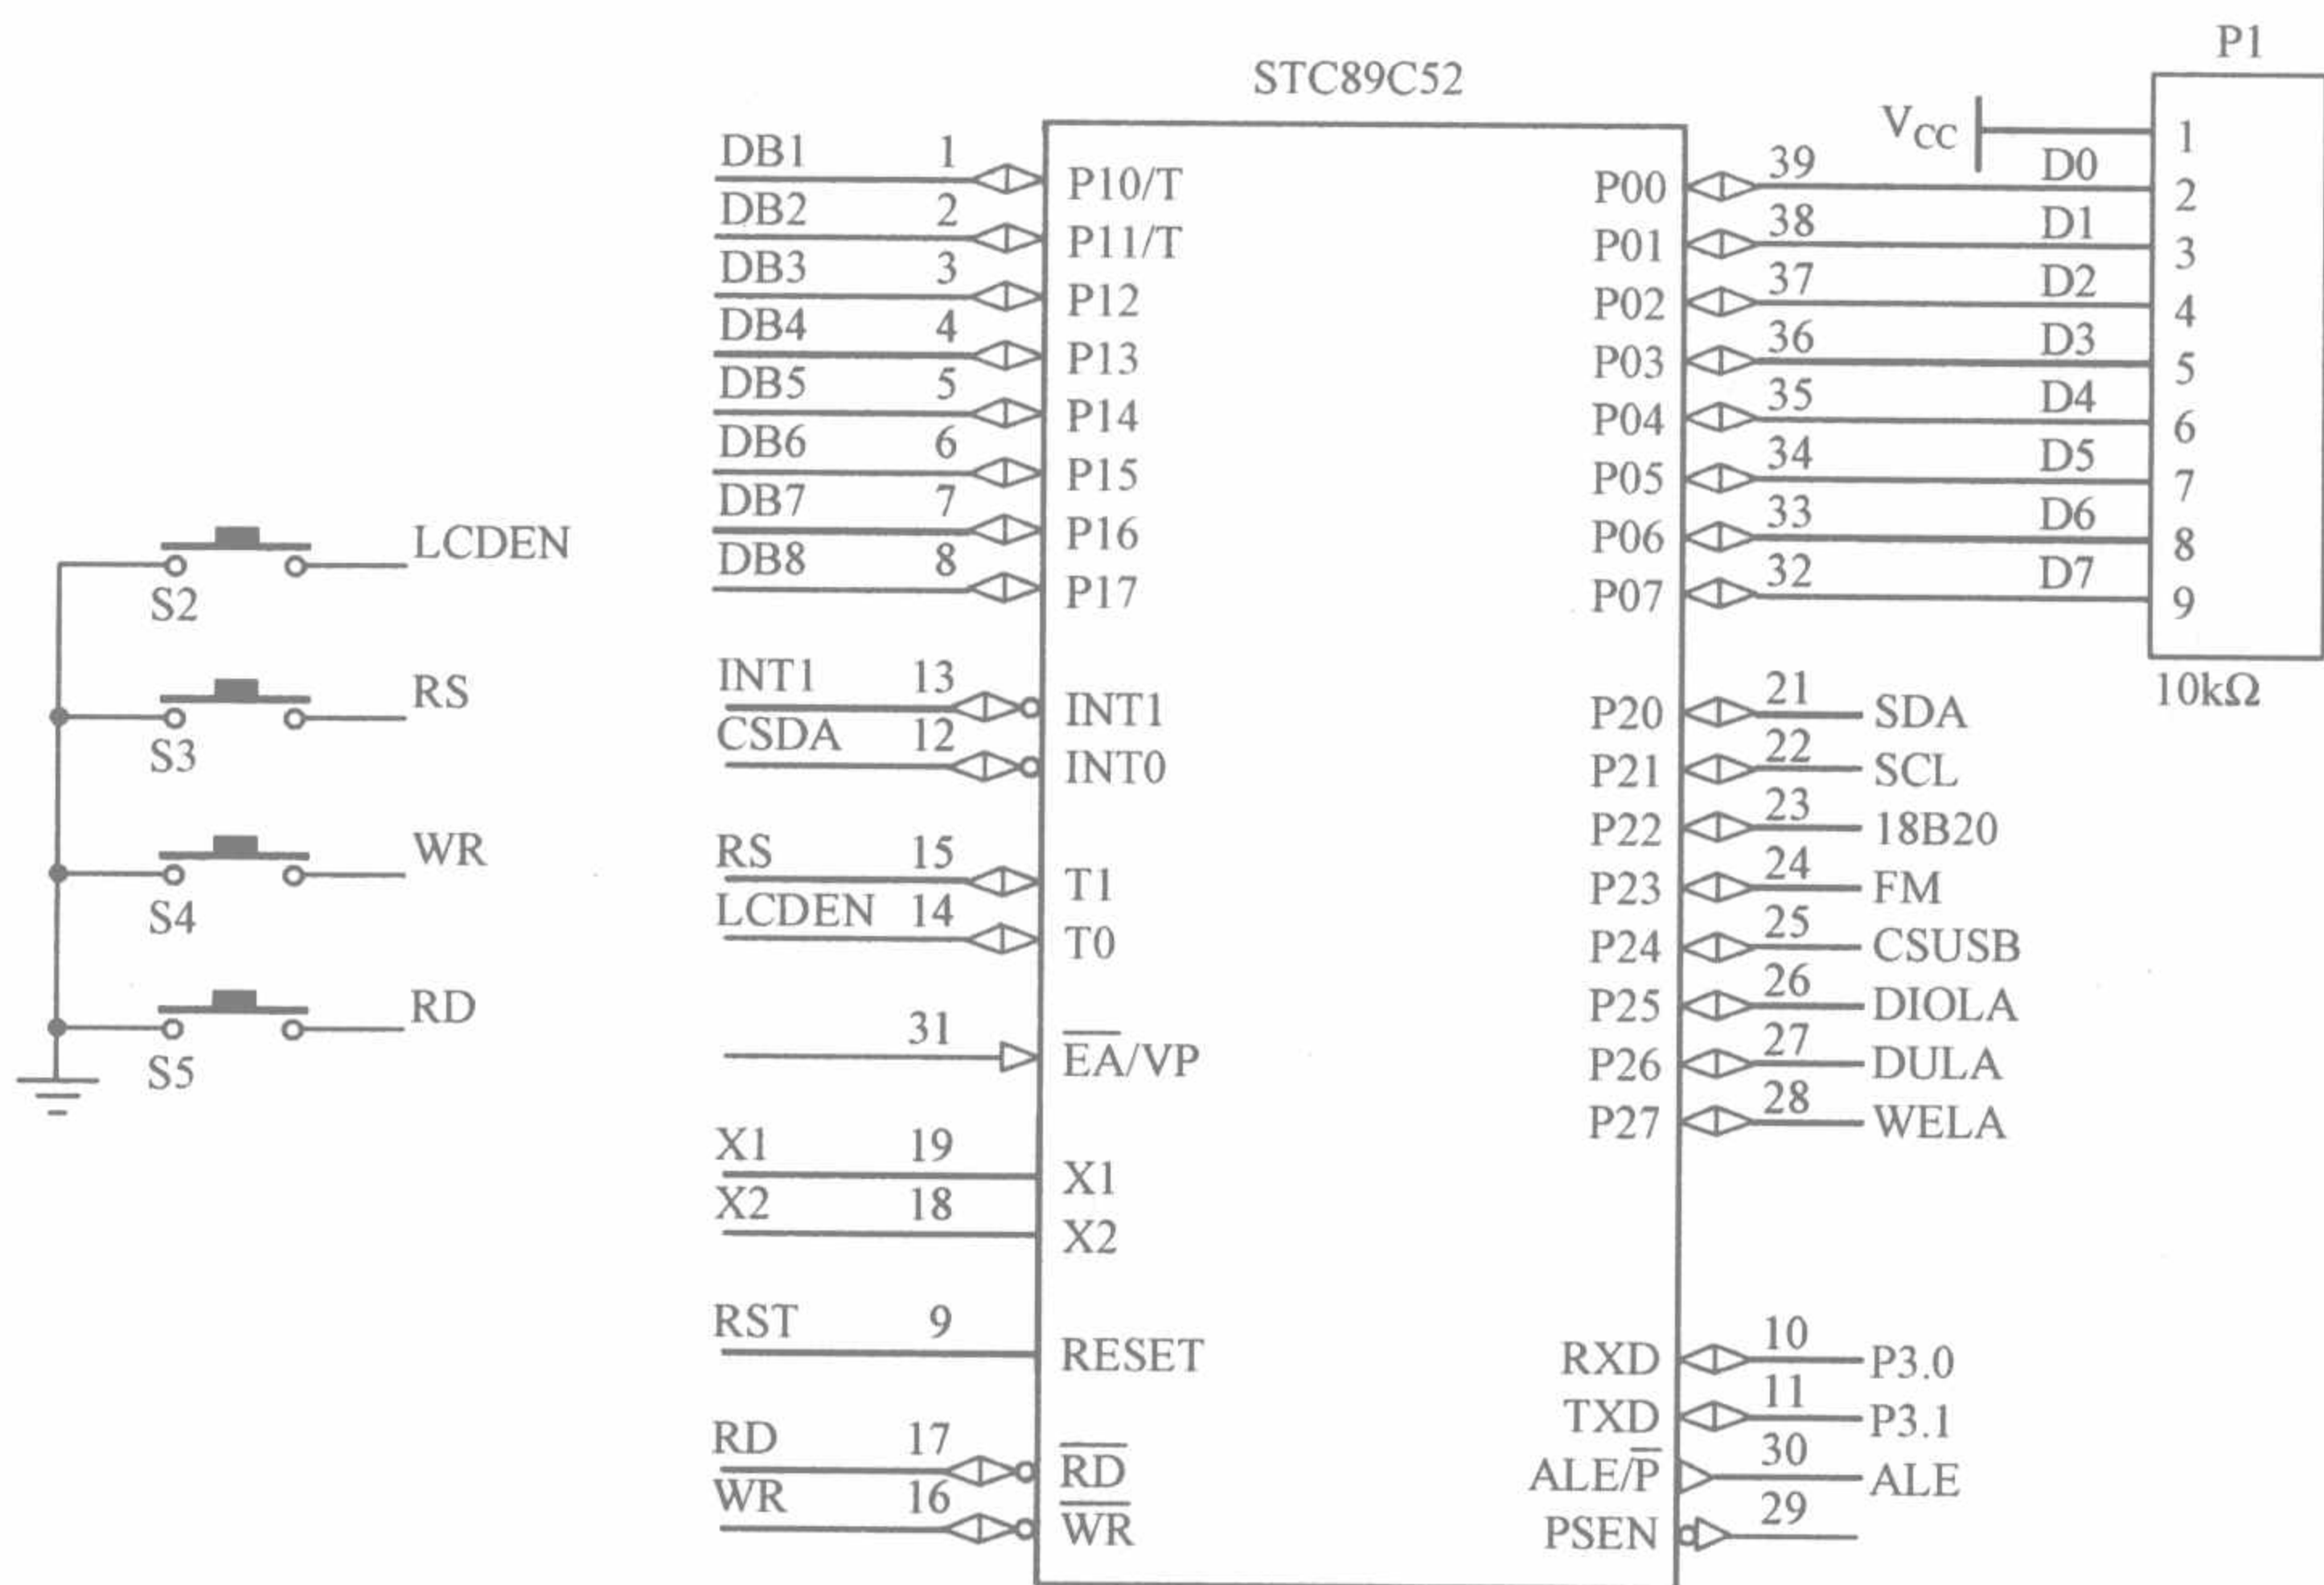 P1
STC89C52
V_CC 1
DB1 1 P10/T P00 39 D0 2
DB2 2 P11/T P01 38 D1 3
DB3 3 P12 P02 37 D2 4
DB4 4 P13 P03 36 D3 5
DB5 5 P14 P04 35 D4 6
DB6 6 P15 P05 34 D5 7
DB7 7 P16 P06 33 D6 8
DB8 8 P17 P07 32 D7 9
10kΩ
LCDEN
S2
RS
S3
WR
S4
RD
S5
INT1 13 INT1 P20 21 SDA
CSDA 12 INT0 P21 22 SCL
P22 23 18B20
RS 15 T1 P23 24 FM
LCDEN 14 T0 P24 25 CSUSB
P25 26 DIOLA
31 E̅A̅/VP P26 27 DULA
P27 28 WELA
X1 19 X1
X2 18 X2
RST 9 RESET RXD 10 P3.0
TXD 11 P3.1
RD 17 R̅D̅ ALE/P̅ 30 ALE
WR 16 W̅R̅ PSEN 29